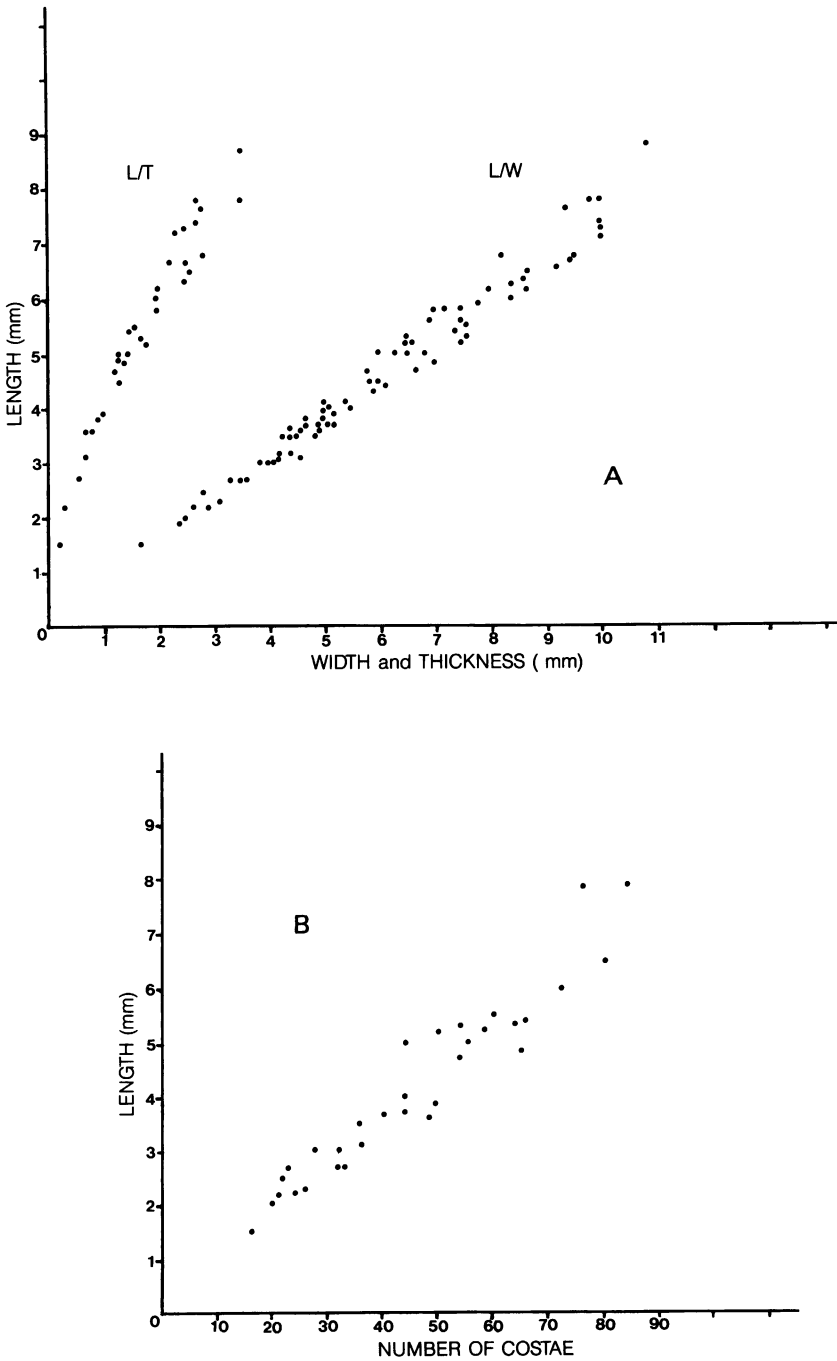 L/T
L/W
9
8
7
6
5
4
3
2
1
LENGTH (mm)
A
0 1 2 3 4 5 6 7 8 9 10 11
WIDTH and THICKNESS ( mm)
9
8
7
6
5
4
3
2
1
LENGTH (mm)
B
0 10 20 30 40 50 60 70 80 90
NUMBER OF COSTAE